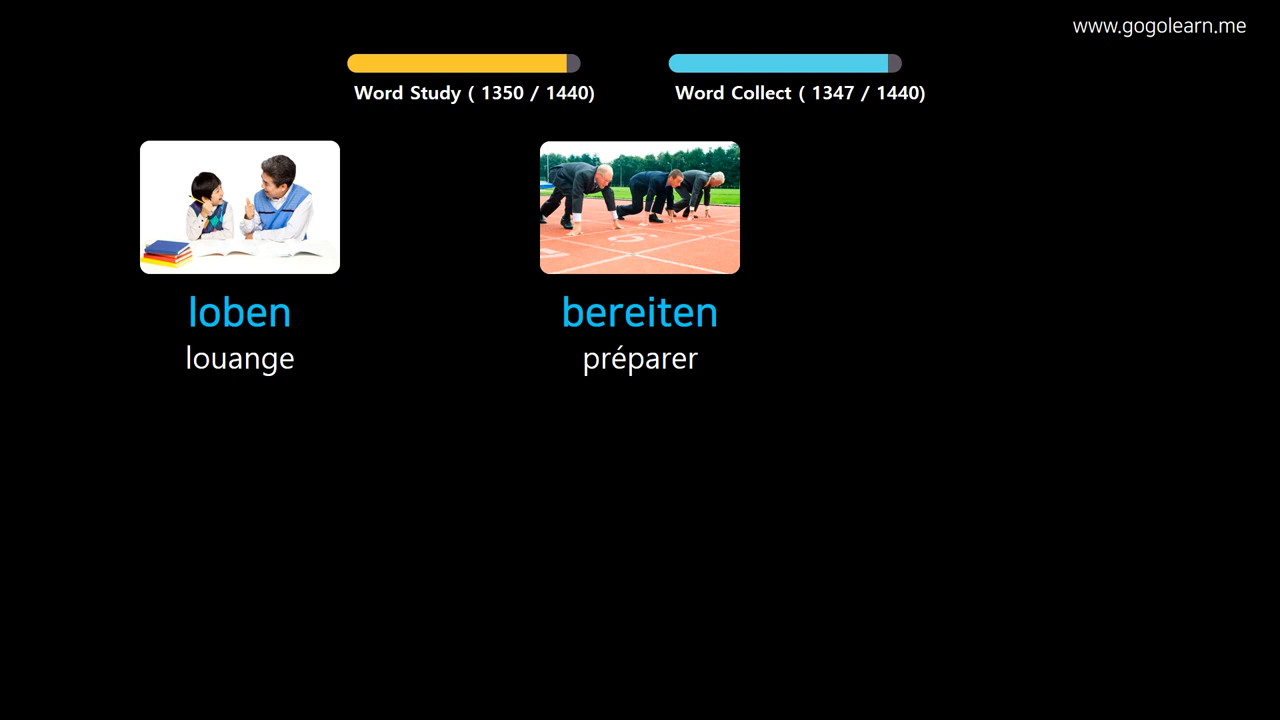 www.gogolearn.me
Word Study ( 1350 / 1440)
Word Collect ( 1347 / 1440)
loben
louange
bereiten
préparer